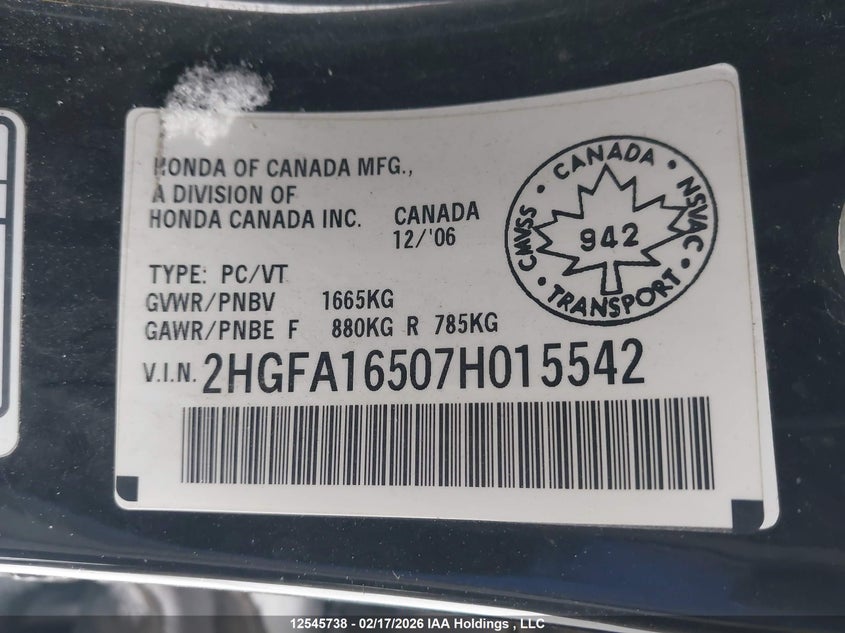 HONDA OF CANADA MFG.,
A DIVISION OF
HONDA CANADA INC. CANADA
12/'06
TYPE: PC/VT
GVWR/PNBV 1665KG
GAWR/PNBE F 880KG R 785KG
V.I.N. 2HGFA16507H015542
CMVSS · CANADA · NSVAC · TRANSPORT ·
942
12545738 - 02/17/2026 IAA Holdings , LLC